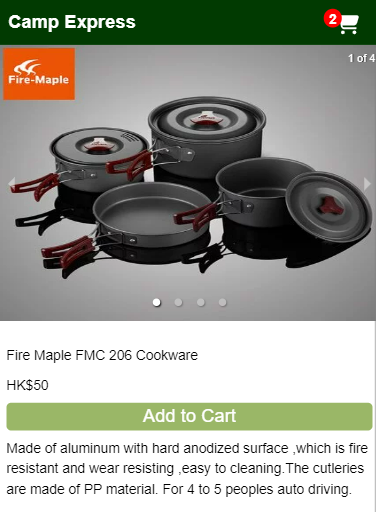 Camp Express
2
Fire-Maple
1 of 4
Fire Maple FMC 206 Cookware
HK$50
Add to Cart
Made of aluminum with hard anodized surface ,which is fire
resistant and wear resisting ,easy to cleaning.The cutleries
are made of PP material. For 4 to 5 peoples auto driving.